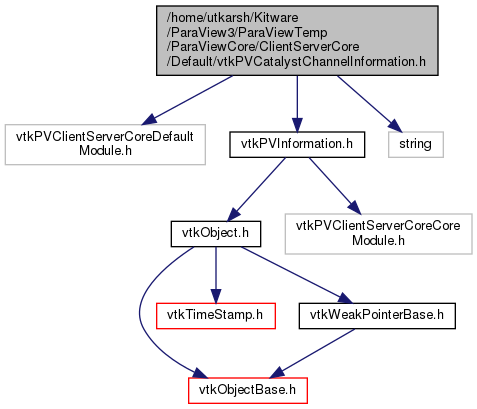 /home/utkarsh/Kitware
/ParaView3/ParaViewTemp
/ParaViewCore/ClientServerCore
/Default/vtkPVCatalystChannelInformation.h
vtkPVClientServerCoreDefault
Module.h
vtkPVInformation.h
string
vtkObject.h
vtkPVClientServerCoreCore
Module.h
vtkTimeStamp.h
vtkWeakPointerBase.h
vtkObjectBase.h